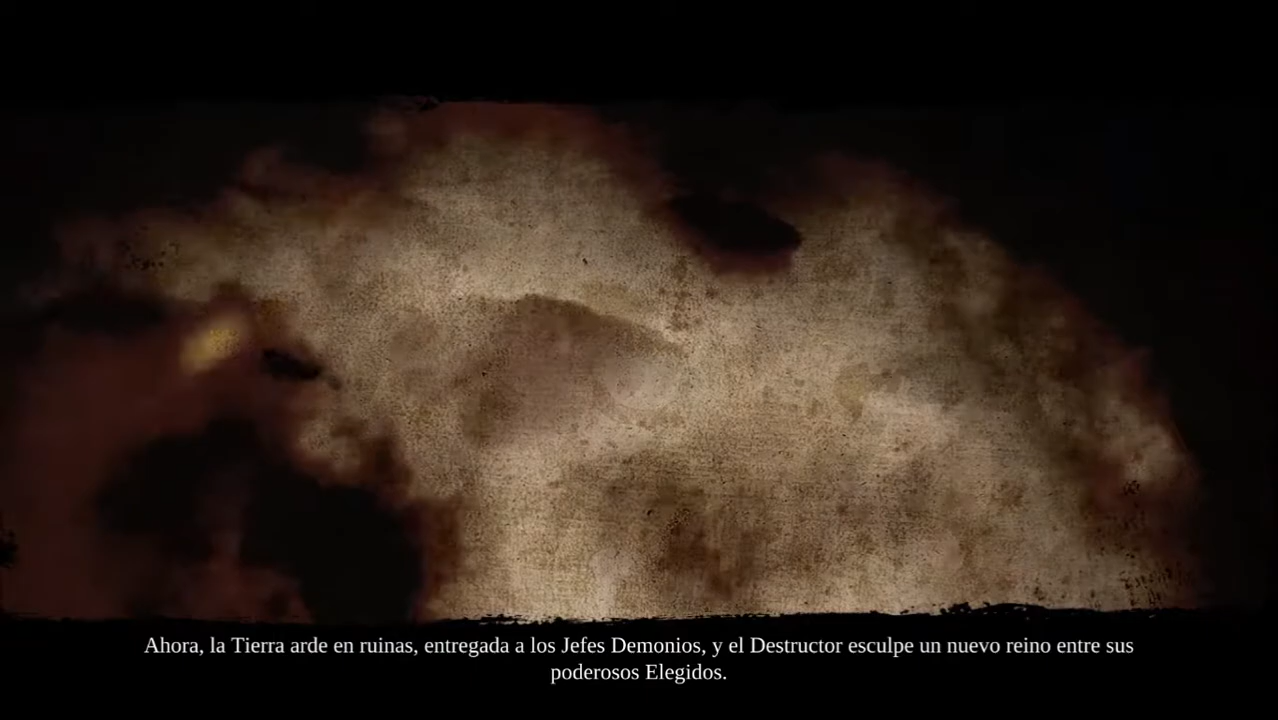 Ahora, la Tierra arde en ruinas, entregada a los Jefes Demonios, y el Destructor esculpe un nuevo reino entre sus
poderosos Elegidos.